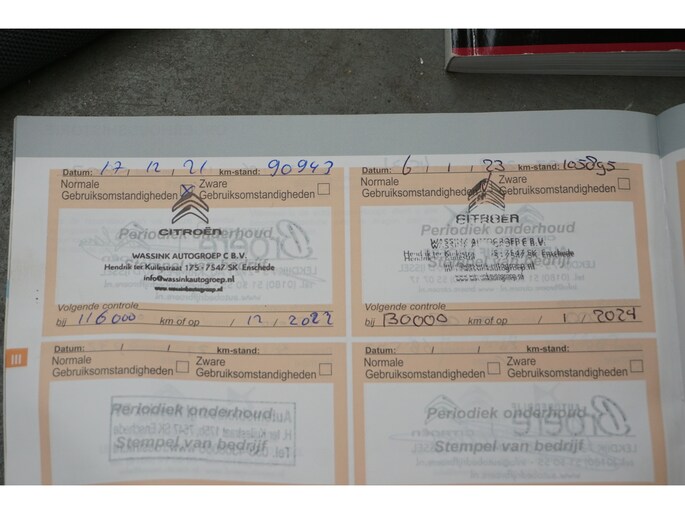 Datum: 17, 12, 21 km-stand: 90943
Normale Gebruiksomstandigheden Zware
Periodiek onderhoud
CITROËN
WASSINK AUTOGROEP C B.V.
Hendrik ter Kuilestraat 175 - 7547 SK Enschede
info@wassinkautogroep.nl
www.wassinkautogroep.nl
Volgende controle
bij 116000 km of op / 12 / 2022
Datum: 6 / 1 / 23 km-stand: 105895
Normale Gebruiksomstandigheden Zware
Periodiek onderhoud
CITROËN
WASSINK AUTOGROEP C B.V.
Volgende controle
bij 130000 km of op / 1 / 2024
III
Datum: / / km-stand:
Normale Gebruiksomstandigheden Zware Gebruiksomstandigheden
Periodiek onderhoud
Stempel van bedrijf
Datum: / / km-stand:
Normale Gebruiksomstandigheden Zware Gebruiksomstandigheden
Periodiek onderhoud
Stempel van bedrijf